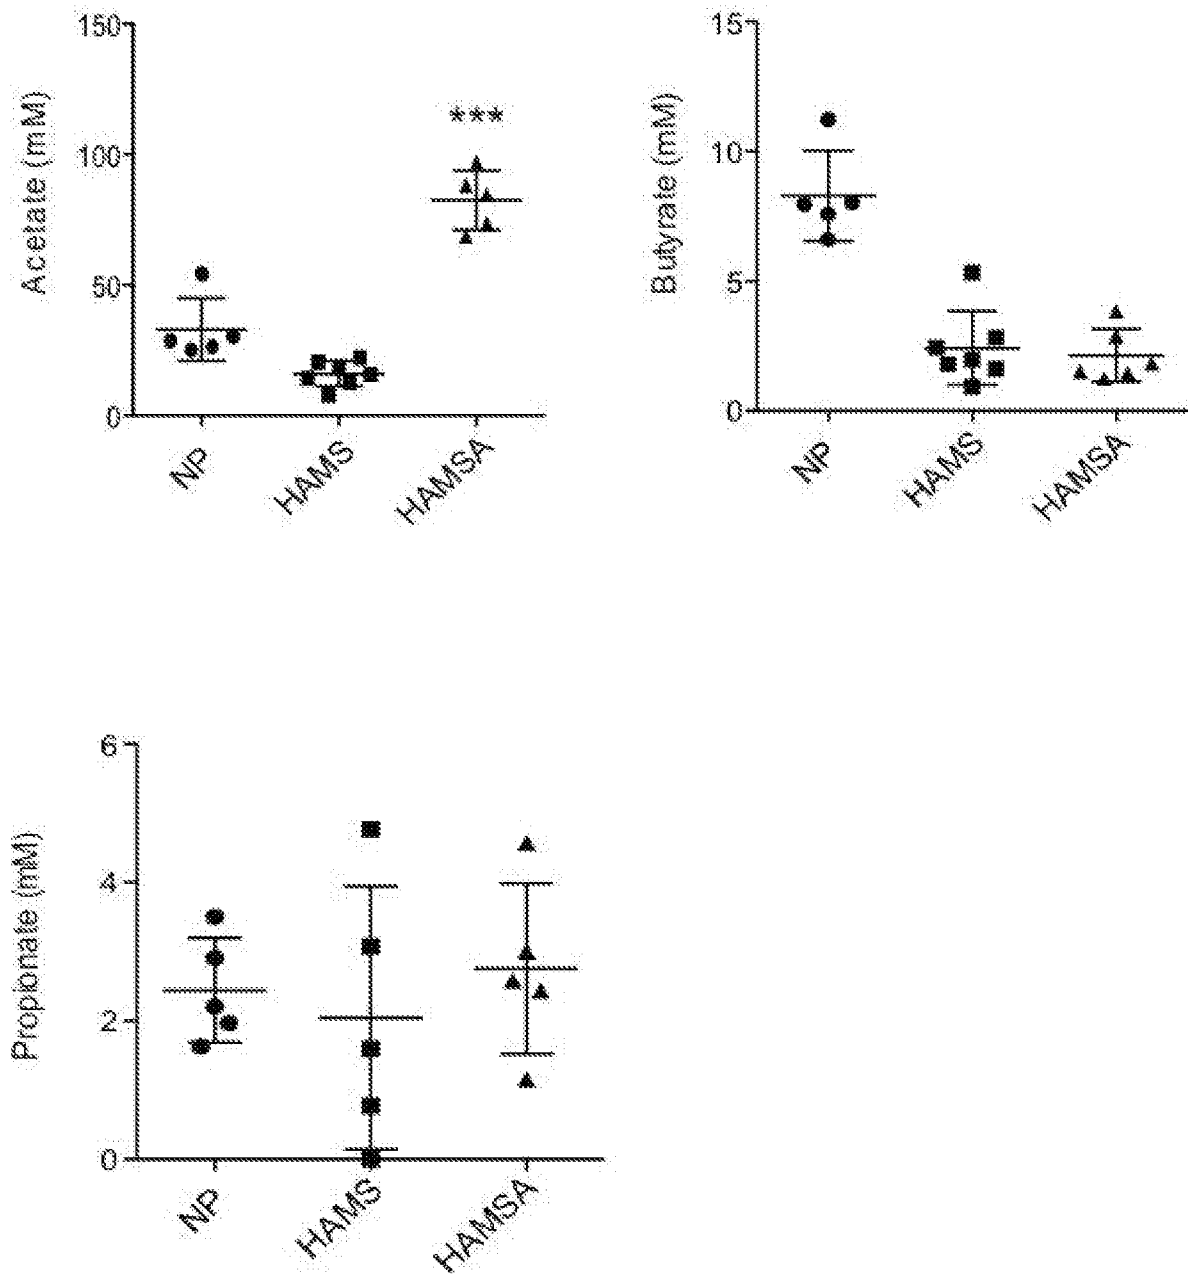 Acetate (mM)
150
100
50
0
***
NP
HAMS
HAMSA
Butyrate (mM)
15
10
5
0
NP
HAMS
HAMSA
Propionate (mM)
6
4
2
0
NP
HAMS
HAMSA